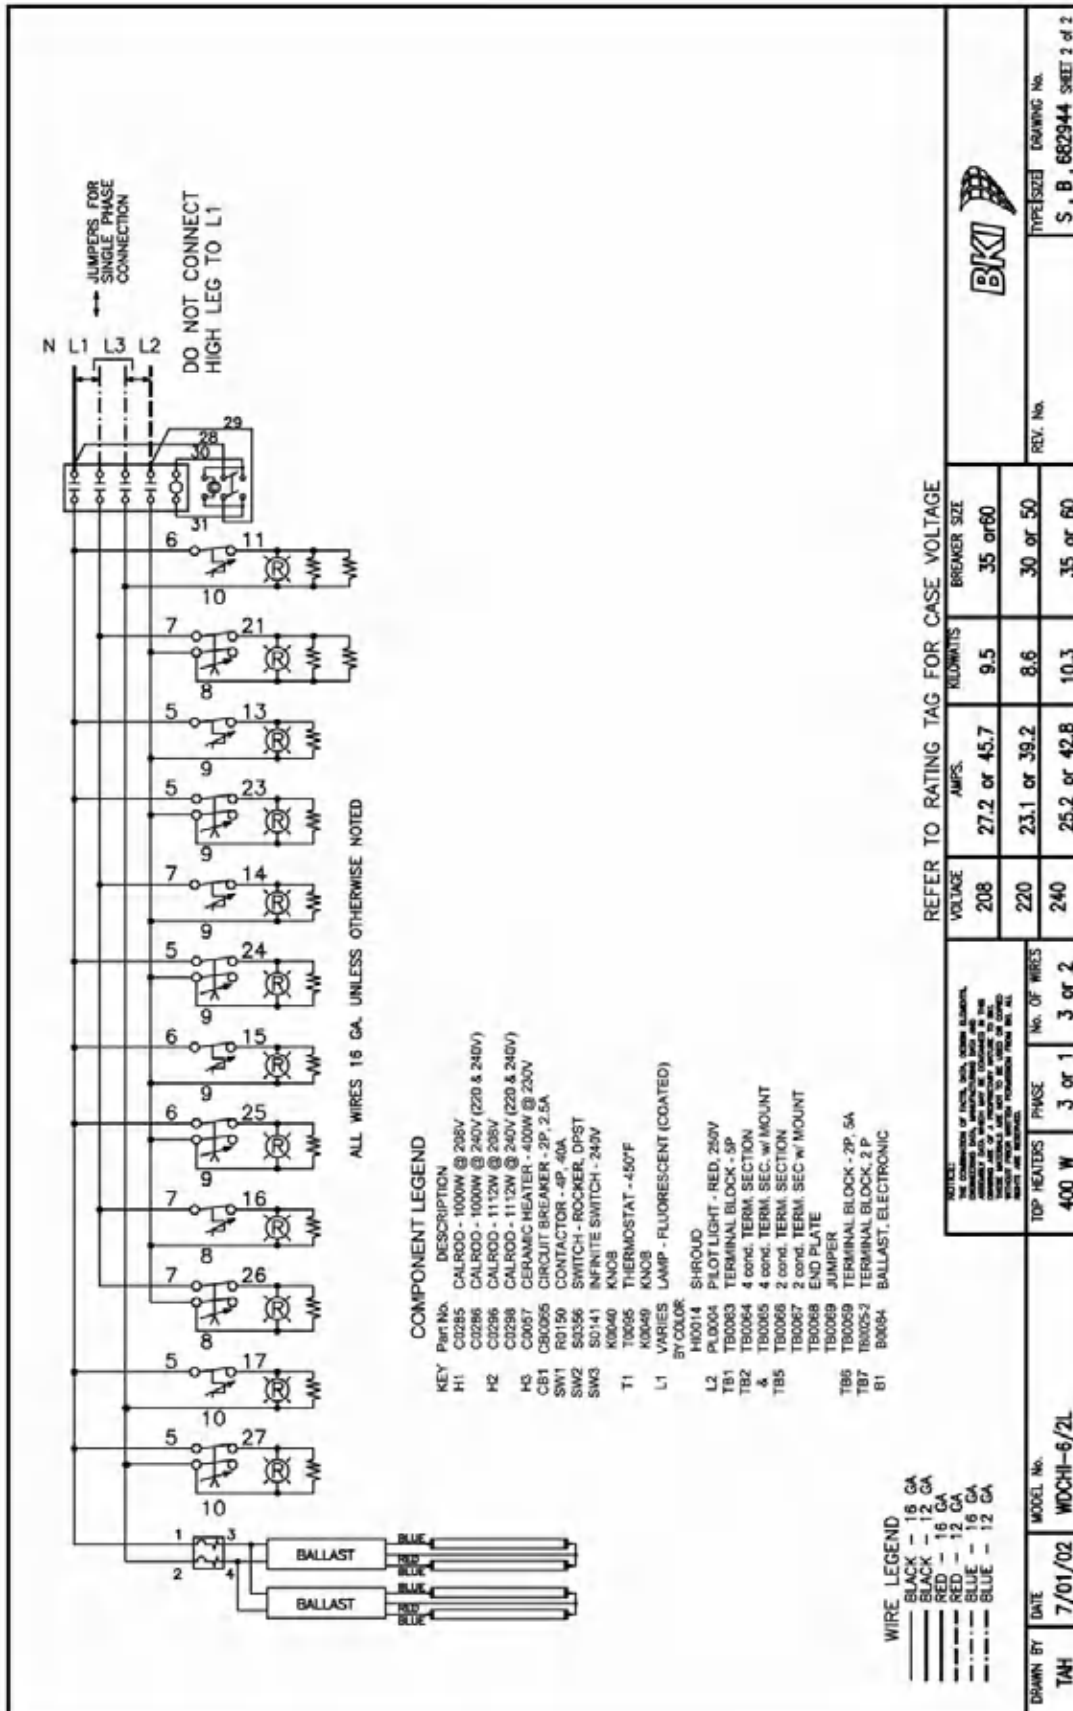 N L1 L3 L2
JUMPERS FOR
SINGLE PHASE
CONNECTION
DO NOT CONNECT
HIGH LEG TO L1
29
28
30
31
6 11
10
7 21
8
5 13
9
5 23
9
7 14
9
5 24
9
6 15
9
6 25
9
7 16
8
7 26
8
5 17
10
5 27
10
1 3
2 4
BALLAST
BLUE
RED
BLUE
BALLAST
BLUE
RED
BLUE
ALL WIRES 16 GA. UNLESS OTHERWISE NOTED
COMPONENT LEGEND
KEY Part No. DESCRIPTION
H1 C0285 CALROD - 1000W @ 208V
C0286 CALROD - 1000W @ 240V (220 & 240V)
H2 C0296 CALROD - 1112W @ 208V
C0298 CALROD - 1112W @ 240V (220 & 240V)
H3 C0057 CERAMIC HEATER - 400W @ 230V
CB1 CB0065 CIRCUIT BREAKER - 2P, 2.5A
SW1 R0150 CONTACTOR - 4P, 40A
SW2 S0356 SWITCH - ROCKER, DPST
SW3 S0141 INFINITE SWITCH - 240V
K0040 KNOB
T1 T0095 THERMOSTAT - 450°F
K0049 KNOB
L1 VARIES LAMP - FLUORESCENT (COATED)
BY COLOR
H0014 SHROUD
L2 PL0004 PILOT LIGHT - RED, 250V
TB1 TB0083 TERMINAL BLOCK - 5P
TB2 TB0064 4 cond. TERM. SECTION
& TB0065 4 cond. TERM. SEC. w/ MOUNT
TB5 TB0066 2 cond. TERM. SECTION
TB0067 2 cond. TERM. SEC w/ MOUNT
TB0068 END PLATE
TB0089 JUMPER
TB6 TB0059 TERMINAL BLOCK - 2P, 5A
TB7 TB0025-2 TERMINAL BLOCK, 2 P
B1 B0084 BALLAST, ELECTRONIC
WIRE LEGEND
BLACK - 16 GA
BLACK - 12 GA
RED - 16 GA
RED - 12 GA
BLUE - 16 GA
BLUE - 12 GA
REFER TO RATING TAG FOR CASE VOLTAGE
VOLTAGE AMPS. KILOWATTS BREAKER SIZE
208 27.2 or 45.7 9.5 35 or60
220 23.1 or 39.2 8.6 30 or 50
240 25.2 or 42.8 10.3 35 or 60
NOTICE:
TOP HEATERS PHASE No. OF WIRES
400 W 3 or 1 3 or 2
DRAWN BY DATE MODEL No.
TAH 7/01/02 WDCHI-6/2L
BKI
REV. No. TYPE SIZE DRAWING No.
S . B . 682944 SHEET 2 of 2